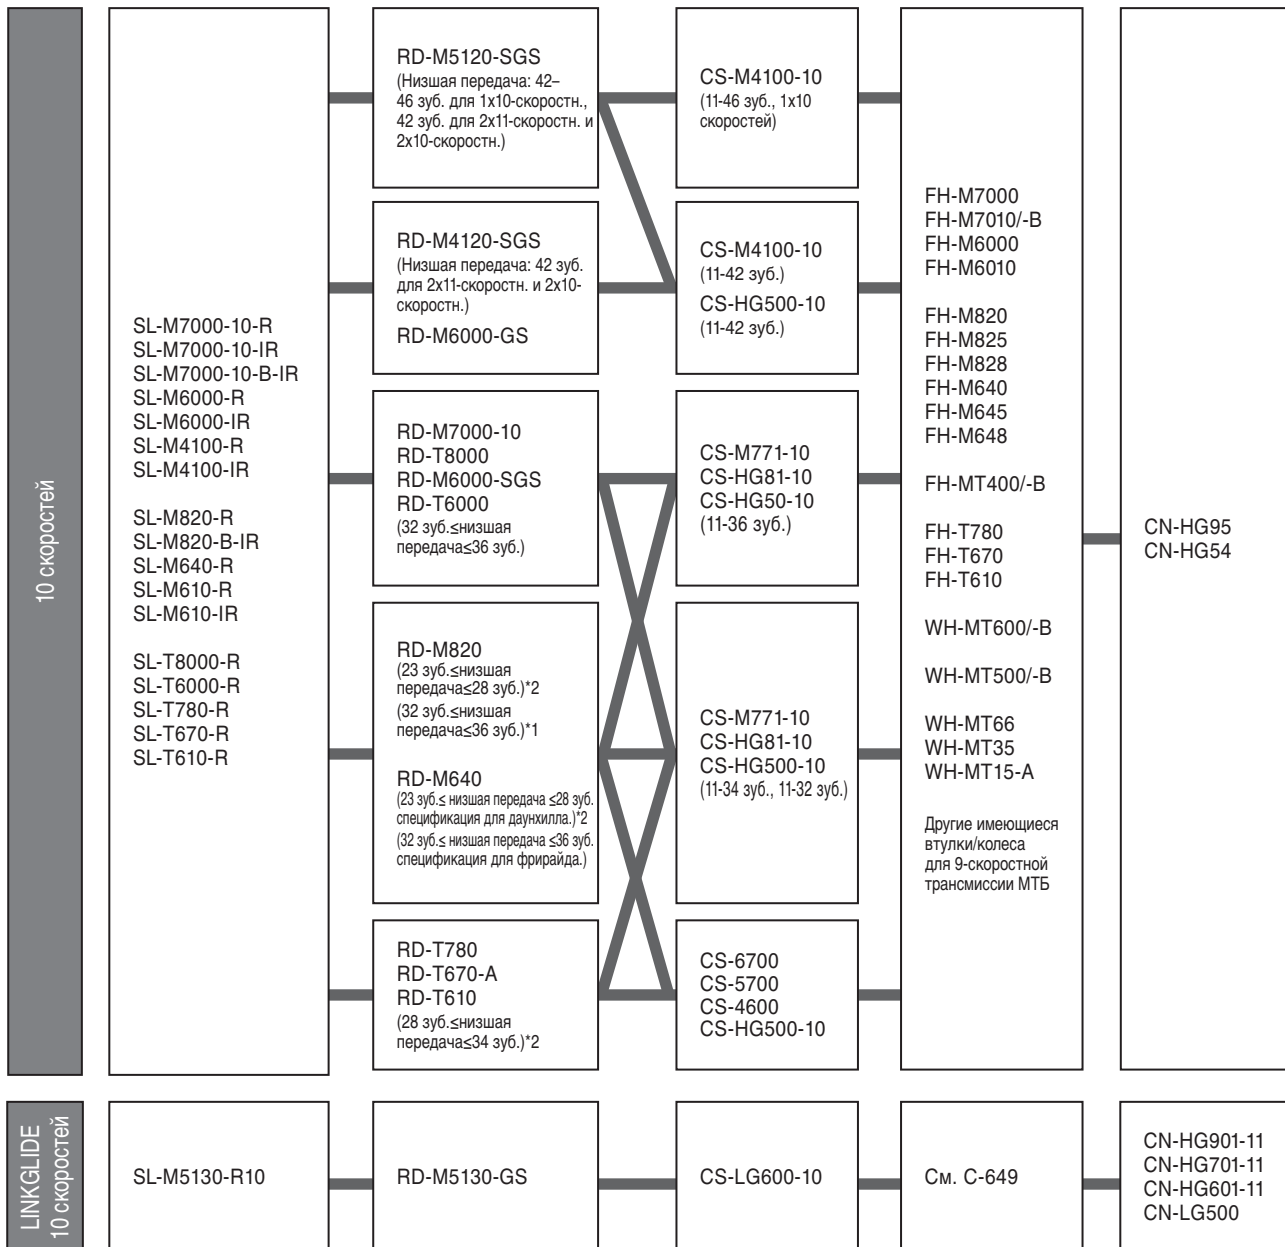 10 скоростей
SL-M7000-10-R
SL-M7000-10-IR
SL-M7000-10-B-IR
SL-M6000-R
SL-M6000-IR
SL-M4100-R
SL-M4100-IR
SL-M820-R
SL-M820-B-IR
SL-M640-R
SL-M610-R
SL-M610-IR
SL-T8000-R
SL-T6000-R
SL-T780-R
SL-T670-R
SL-T610-R
RD-M5120-SGS
(Низшая передача: 42–
46 зуб. для 1x10-скоростн.,
42 зуб. для 2x11-скоростн. и
2x10-скоростн.)
RD-M4120-SGS
(Низшая передача: 42 зуб.
для 2x11-скоростн. и 2x10-
скоростн.)
RD-M6000-GS
RD-M7000-10
RD-T8000
RD-M6000-SGS
RD-T6000
(32 зуб.≤низшая
передача≤36 зуб.)
RD-M820
(23 зуб.≤низшая
передача≤28 зуб.)*2
(32 зуб.≤низшая
передача≤36 зуб.)*1
RD-M640
(23 зуб.≤ низшая передача ≤28 зуб.
спецификация для даунхилла.)*2
(32 зуб.≤ низшая передача ≤36 зуб.
спецификация для фрирайда.)
RD-T780
RD-T670-A
RD-T610
(28 зуб.≤низшая
передача≤34 зуб.)*2
CS-M4100-10
(11-46 зуб., 1x10
скоростей)
CS-M4100-10
(11-42 зуб.)
CS-HG500-10
(11-42 зуб.)
CS-M771-10
CS-HG81-10
CS-HG50-10
(11-36 зуб.)
CS-M771-10
CS-HG81-10
CS-HG500-10
(11-34 зуб., 11-32 зуб.)
CS-6700
CS-5700
CS-4600
CS-HG500-10
FH-M7000
FH-M7010/-B
FH-M6000
FH-M6010
FH-M820
FH-M825
FH-M828
FH-M640
FH-M645
FH-M648
FH-MT400/-B
FH-T780
FH-T670
FH-T610
WH-MT600/-B
WH-MT500/-B
WH-MT66
WH-MT35
WH-MT15-A
Другие имеющиеся
втулки/колеса
для 9-скоростной
трансмиссии МТБ
CN-HG95
CN-HG54
LINKGLIDE
10 скоростей
SL-M5130-R10
RD-M5130-GS
CS-LG600-10
См. C-649
CN-HG901-11
CN-HG701-11
CN-HG601-11
CN-LG500